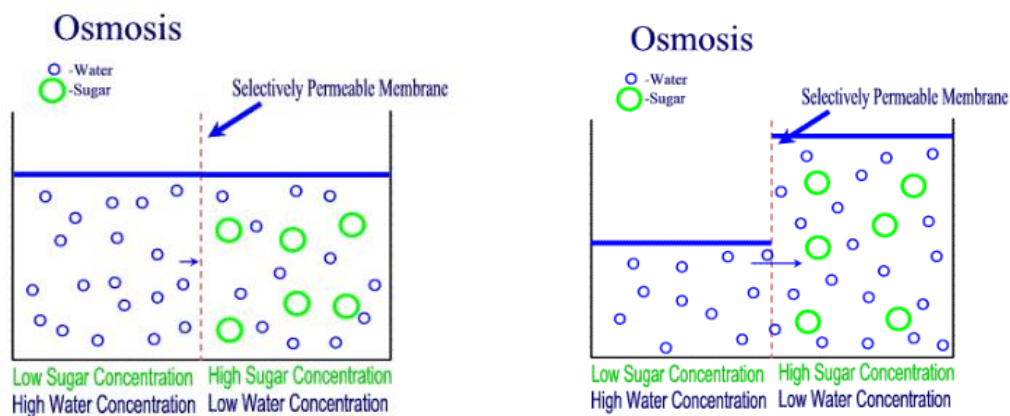 Osmosis
-Water
-Sugar
Selectively Permeable Membrane
Low Sugar Concentration
High Water Concentration
High Sugar Concentration
Low Water Concentration
Osmosis
-Water
-Sugar
Selectively Permeable Membrane
Low Sugar Concentration
High Water Concentration
High Sugar Concentration
Low Water Concentration